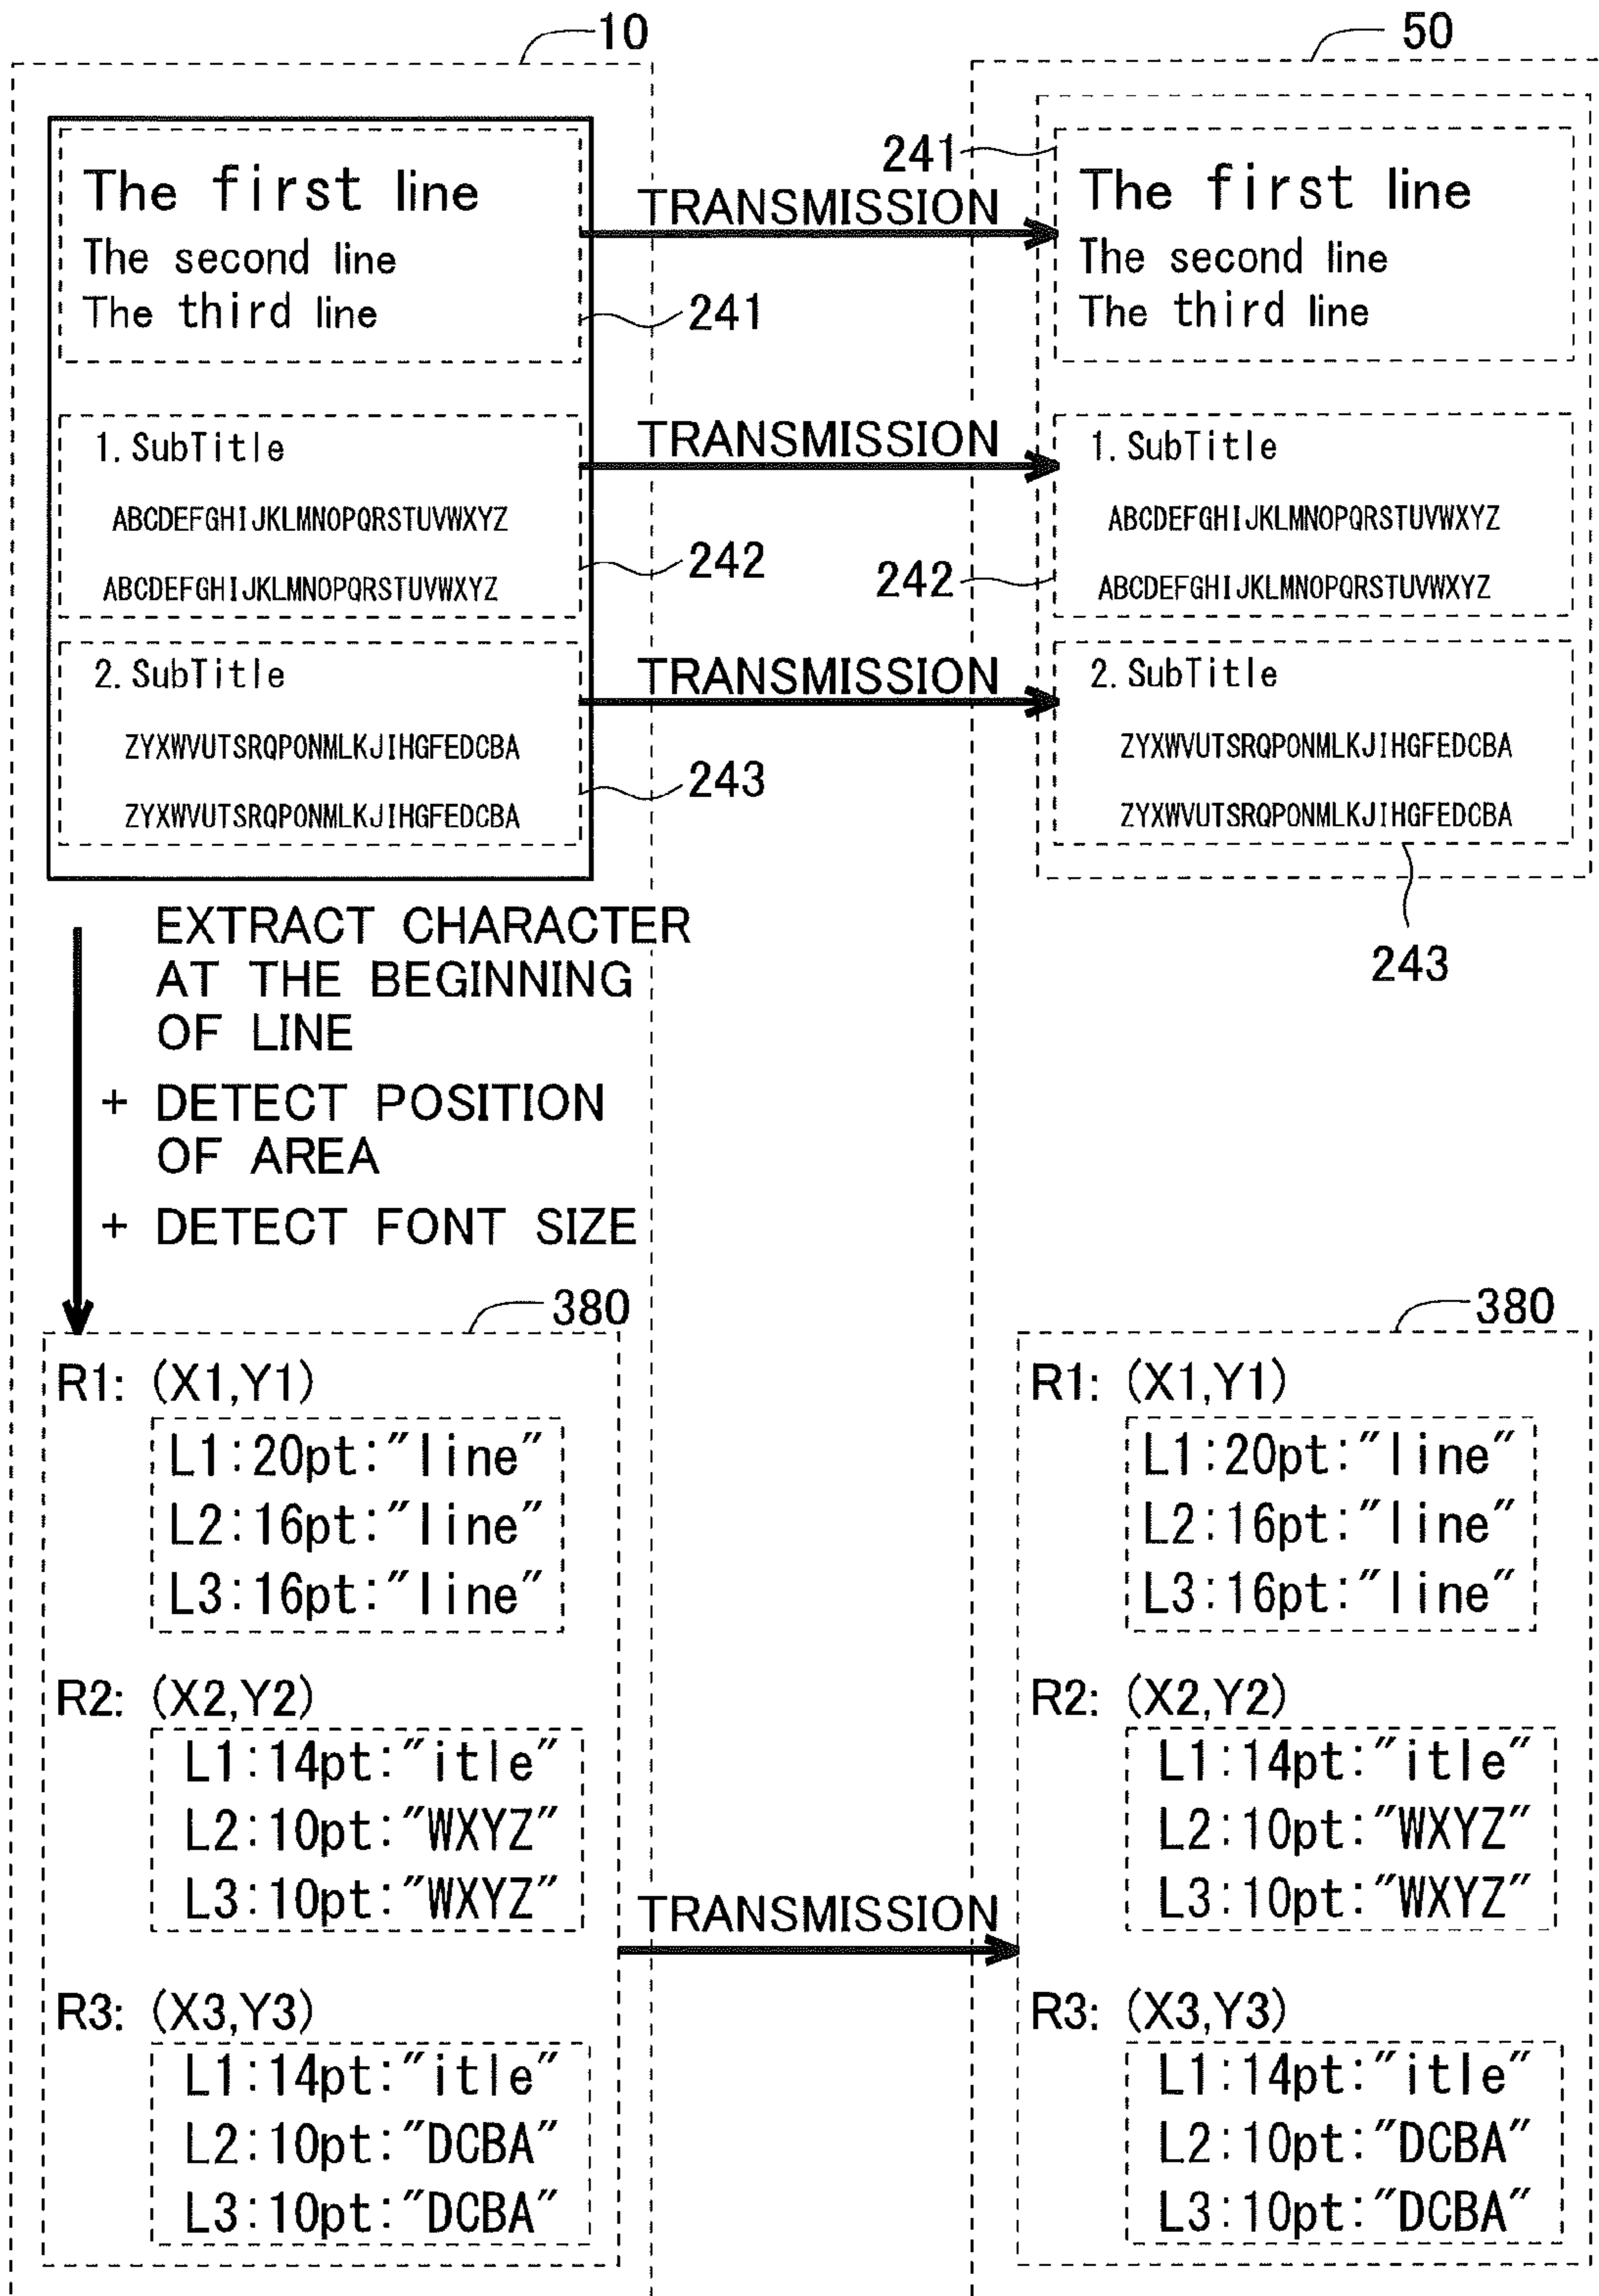 10
50
The first line
The second line
The third line
241
1. SubTitle
ABCDEFGHIJKLMNOPQRSTUVWXYZ
ABCDEFGHIJKLMNOPQRSTUVWXYZ
242
2. SubTitle
ZYXWVUTSRQPONMLKJIHGFEDCBA
ZYXWVUTSRQPONMLKJIHGFEDCBA
243
TRANSMISSION
TRANSMISSION
TRANSMISSION
241
The first line
The second line
The third line
242
1. SubTitle
ABCDEFGHIJKLMNOPQRSTUVWXYZ
ABCDEFGHIJKLMNOPQRSTUVWXYZ
2. SubTitle
ZYXWVUTSRQPONMLKJIHGFEDCBA
ZYXWVUTSRQPONMLKJIHGFEDCBA
243
EXTRACT CHARACTER
AT THE BEGINNING
OF LINE
+ DETECT POSITION
OF AREA
+ DETECT FONT SIZE
380
R1: (X1,Y1)
L1:20pt:"line"
L2:16pt:"line"
L3:16pt:"line"
R2: (X2,Y2)
L1:14pt:"itle"
L2:10pt:"WXYZ"
L3:10pt:"WXYZ"
R3: (X3,Y3)
L1:14pt:"itle"
L2:10pt:"DCBA"
L3:10pt:"DCBA"
TRANSMISSION
380
R1: (X1,Y1)
L1:20pt:"line"
L2:16pt:"line"
L3:16pt:"line"
R2: (X2,Y2)
L1:14pt:"itle"
L2:10pt:"WXYZ"
L3:10pt:"WXYZ"
R3: (X3,Y3)
L1:14pt:"itle"
L2:10pt:"DCBA"
L3:10pt:"DCBA"